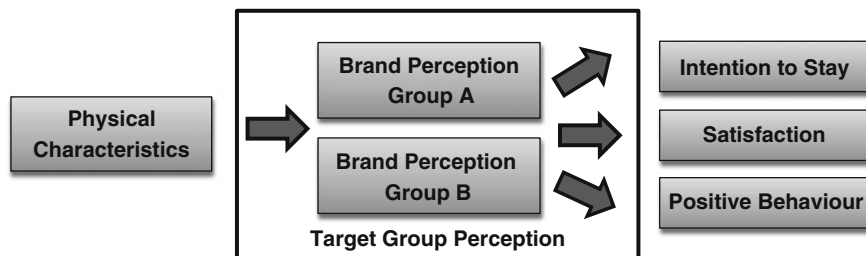 Physical
Characteristics
Brand Perception
Group A
Brand Perception
Group B
Target Group Perception
Intention to Stay
Satisfaction
Positive Behaviour